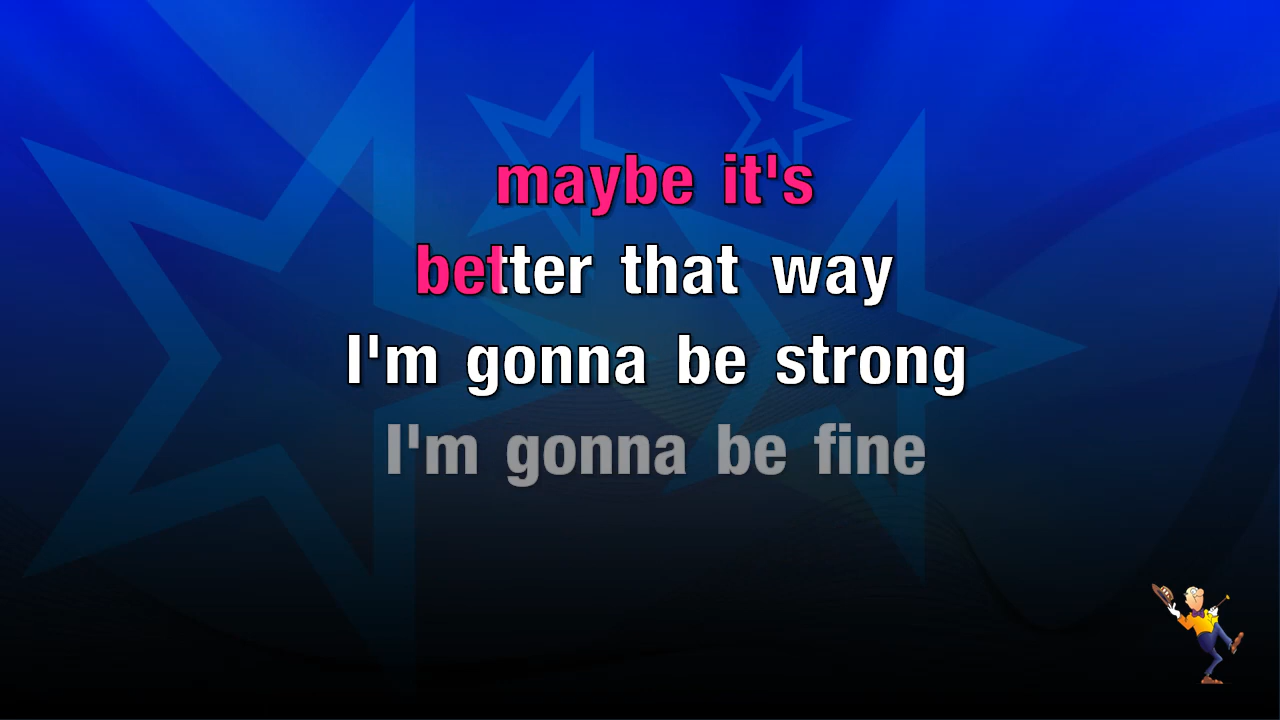 maybe it's
better that way
I'm gonna be strong
I'm gonna be fine